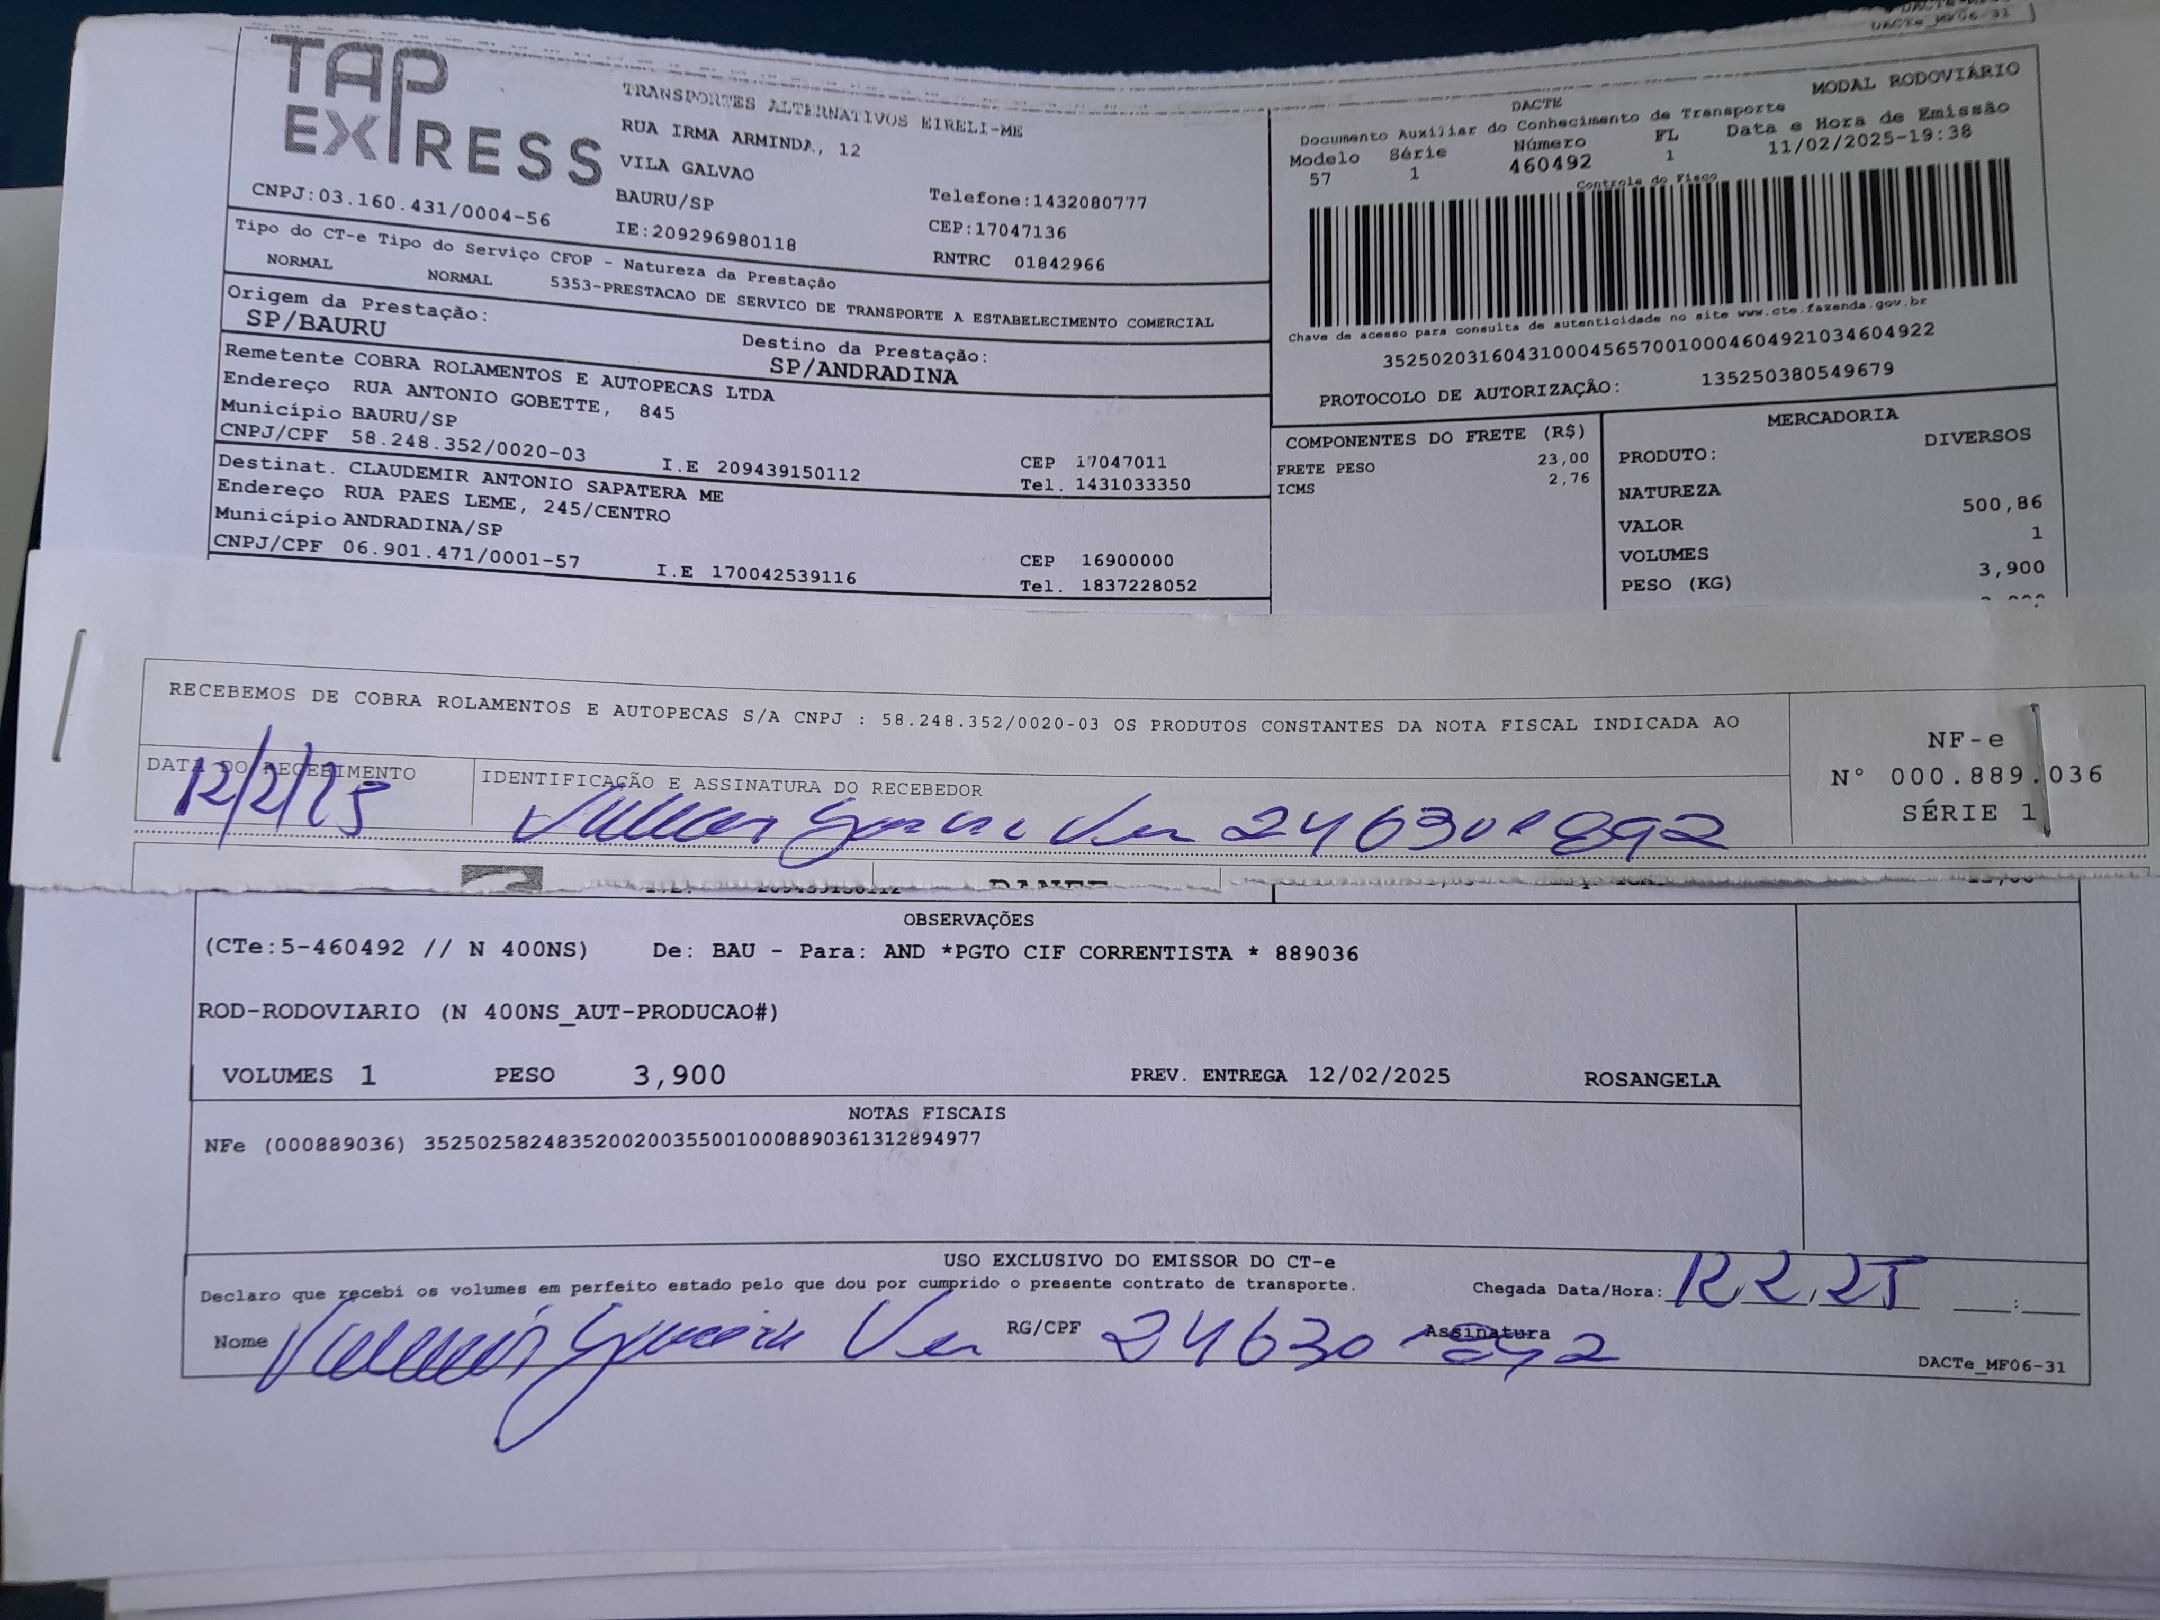 DACTe_MF06-31
TAP
EXPRESS
TRANSPORTES ALTERNATIVOS EIRELI-ME
RUA IRMA ARMINDA, 12
VILA GALVAO
BAURU/SP Telefone:1432080777
CNPJ:03.160.431/0004-56 IE:209296980118 CEP:17047136
RNTRC 01842966
DACTE MODAL RODOVIÁRIO
Documento Auxiliar do Conhecimento de Transporte
Modelo Série Número FL Data e Hora de Emissão
57 1 460492 1 11/02/2025-19:38
Controle do Fisco
Chave de acesso para consulta de autenticidade no site www.cte.fazenda.gov.br
35250203160431000456570010004604921034604922
PROTOCOLO DE AUTORIZAÇÃO: 135250380549679
Tipo do CT-e Tipo do Serviço CFOP - Natureza da Prestação
NORMAL NORMAL 5353-PRESTACAO DE SERVICO DE TRANSPORTE A ESTABELECIMENTO COMERCIAL
Origem da Prestação: Destino da Prestação:
SP/BAURU SP/ANDRADINA
Remetente COBRA ROLAMENTOS E AUTOPECAS LTDA
Endereço RUA ANTONIO GOBETTE, 845
Município BAURU/SP CEP 17047011
CNPJ/CPF 58.248.352/0020-03 I.E 209439150112 Tel. 1431033350
Destinat. CLAUDEMIR ANTONIO SAPATERA ME
Endereço RUA PAES LEME, 245/CENTRO
Município ANDRADINA/SP CEP 16900000
CNPJ/CPF 06.901.471/0001-57 I.E 170042539116 Tel. 1837228052
COMPONENTES DO FRETE (R$)
FRETE PESO 23,00
ICMS 2,76
MERCADORIA
PRODUTO: DIVERSOS
NATUREZA
VALOR 500,86
VOLUMES 1
PESO (KG) 3,900
RECEBEMOS DE COBRA ROLAMENTOS E AUTOPECAS S/A CNPJ : 58.248.352/0020-03 OS PRODUTOS CONSTANTES DA NOTA FISCAL INDICADA AO
DATA DO RECEBIMENTO IDENTIFICAÇÃO E ASSINATURA DO RECEBEDOR
12/2/25 24630 892
NF-e
N° 000.889.036
SÉRIE 1
OBSERVAÇÕES
(CTe:5-460492 // N 400NS) De: BAU - Para: AND *PGTO CIF CORRENTISTA * 889036
ROD-RODOVIARIO (N 400NS_AUT-PRODUCAO#)
VOLUMES 1 PESO 3,900 PREV. ENTREGA 12/02/2025 ROSANGELA
NOTAS FISCAIS
NFe (000889036) 35250258248352002003550010008890361312894977
USO EXCLUSIVO DO EMISSOR DO CT-e
Declaro que recebi os volumes em perfeito estado pelo que dou por cumprido o presente contrato de transporte. Chegada Data/Hora: 12 2 25
Nome RG/CPF 24630 892 Assinatura
DACTe_MF06-31